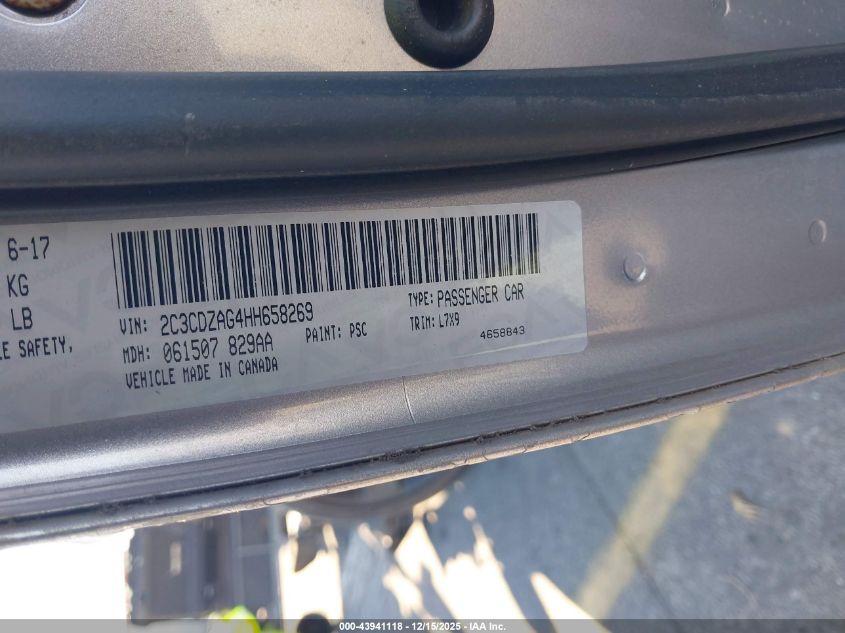 6-17
KG
LB
E SAFETY,
VIN: 2C3CDZAG4HH658269
TYPE: PASSENGER CAR
MDH: 061507 829AA
PAINT: PSC
TRIM: L7X9
VEHICLE MADE IN CANADA
4658843
000-43941118 - 12/15/2025 - IAA Inc.